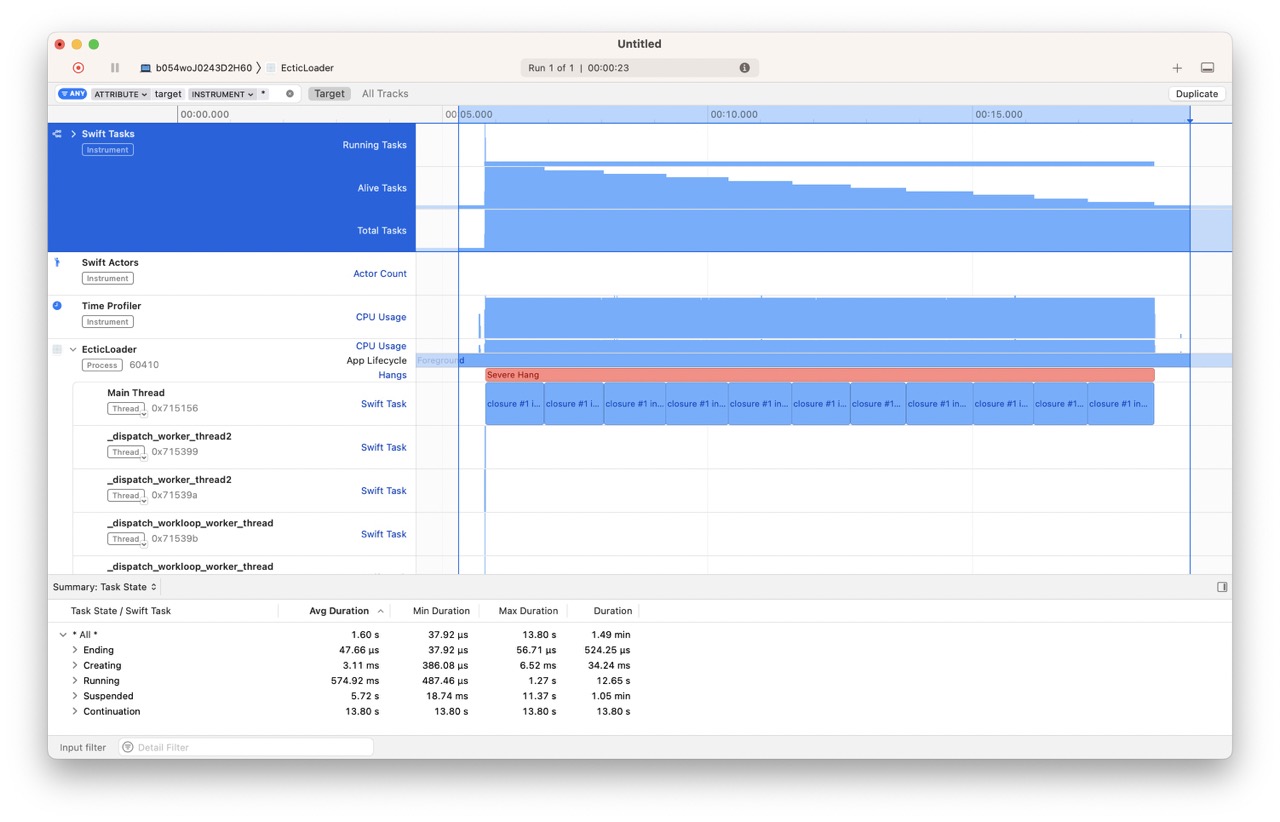 Untitled
b054woJ0243D2H60 〉 EcticLoader
Run 1 of 1 | 00:00:23
ANY ATTRIBUTE target INSTRUMENT * Target All Tracks Duplicate
00:00.000 00:05.000 00:10.000 00:15.000
Swift Tasks
Instrument
Running Tasks
Alive Tasks
Total Tasks
Swift Actors
Instrument
Actor Count
Time Profiler
Instrument
CPU Usage
EcticLoader
Process 60410
CPU Usage
App Lifecycle Foreground
Hangs Severe Hang
Main Thread
Thread 0x715156
Swift Task closure #1 i... closure #1 i... closure #1 in... closure #1 in... closure #1 in... closure #1 i... closure #1... closure #1 in... closure #1 i... closure #1... closure #1 in...
_dispatch_worker_thread2
Thread 0x715399
Swift Task
_dispatch_worker_thread2
Thread 0x71539a
Swift Task
_dispatch_workloop_worker_thread
Thread 0x71539b
Swift Task
_dispatch_workloop_worker_thread
Summary: Task State
Task State / Swift Task Avg Duration Min Duration Max Duration Duration
* All * 1.60 s 37.92 µs 13.80 s 1.49 min
Ending 47.66 µs 37.92 µs 56.71 µs 524.25 µs
Creating 3.11 ms 386.08 µs 6.52 ms 34.24 ms
Running 574.92 ms 487.46 µs 1.27 s 12.65 s
Suspended 5.72 s 18.74 ms 11.37 s 1.05 min
Continuation 13.80 s 13.80 s 13.80 s 13.80 s
Input filter Detail Filter